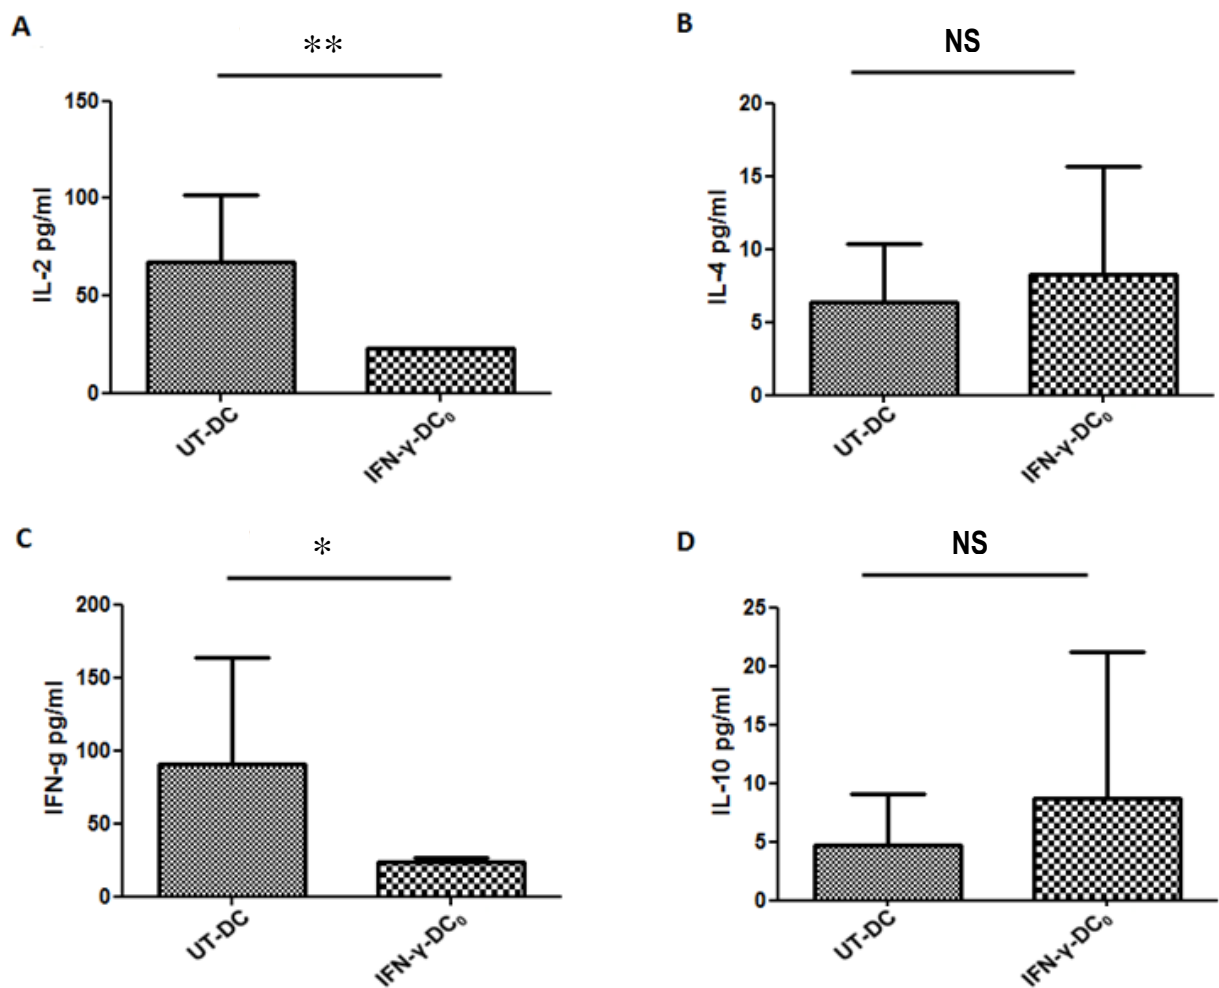 A
**
150
100
50
0
IL-2 pg/ml
UT-DC
IFN-γ-DC₀
B
NS
20
15
10
5
0
IL-4 pg/ml
UT-DC
IFN-γ-DC₀
C
*
200
150
100
50
0
IFN-g pg/ml
UT-DC
IFN-γ-DC₀
D
NS
25
20
15
10
5
0
IL-10 pg/ml
UT-DC
IFN-γ-DC₀